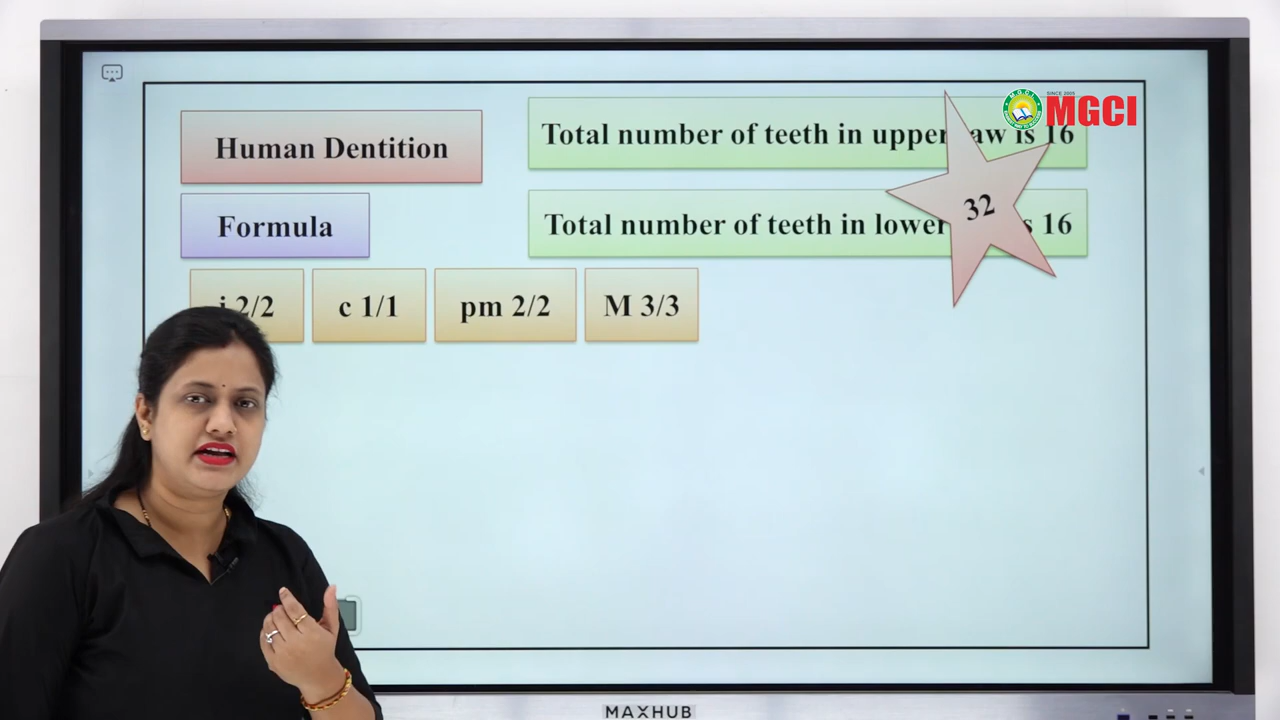 Human Dentition
Total number of teeth in upper jaw is 16
SINCE 2005
MGCI
Formula
Total number of teeth in lower 16
32
i 2/2
c 1/1
pm 2/2
M 3/3
MAXHUB